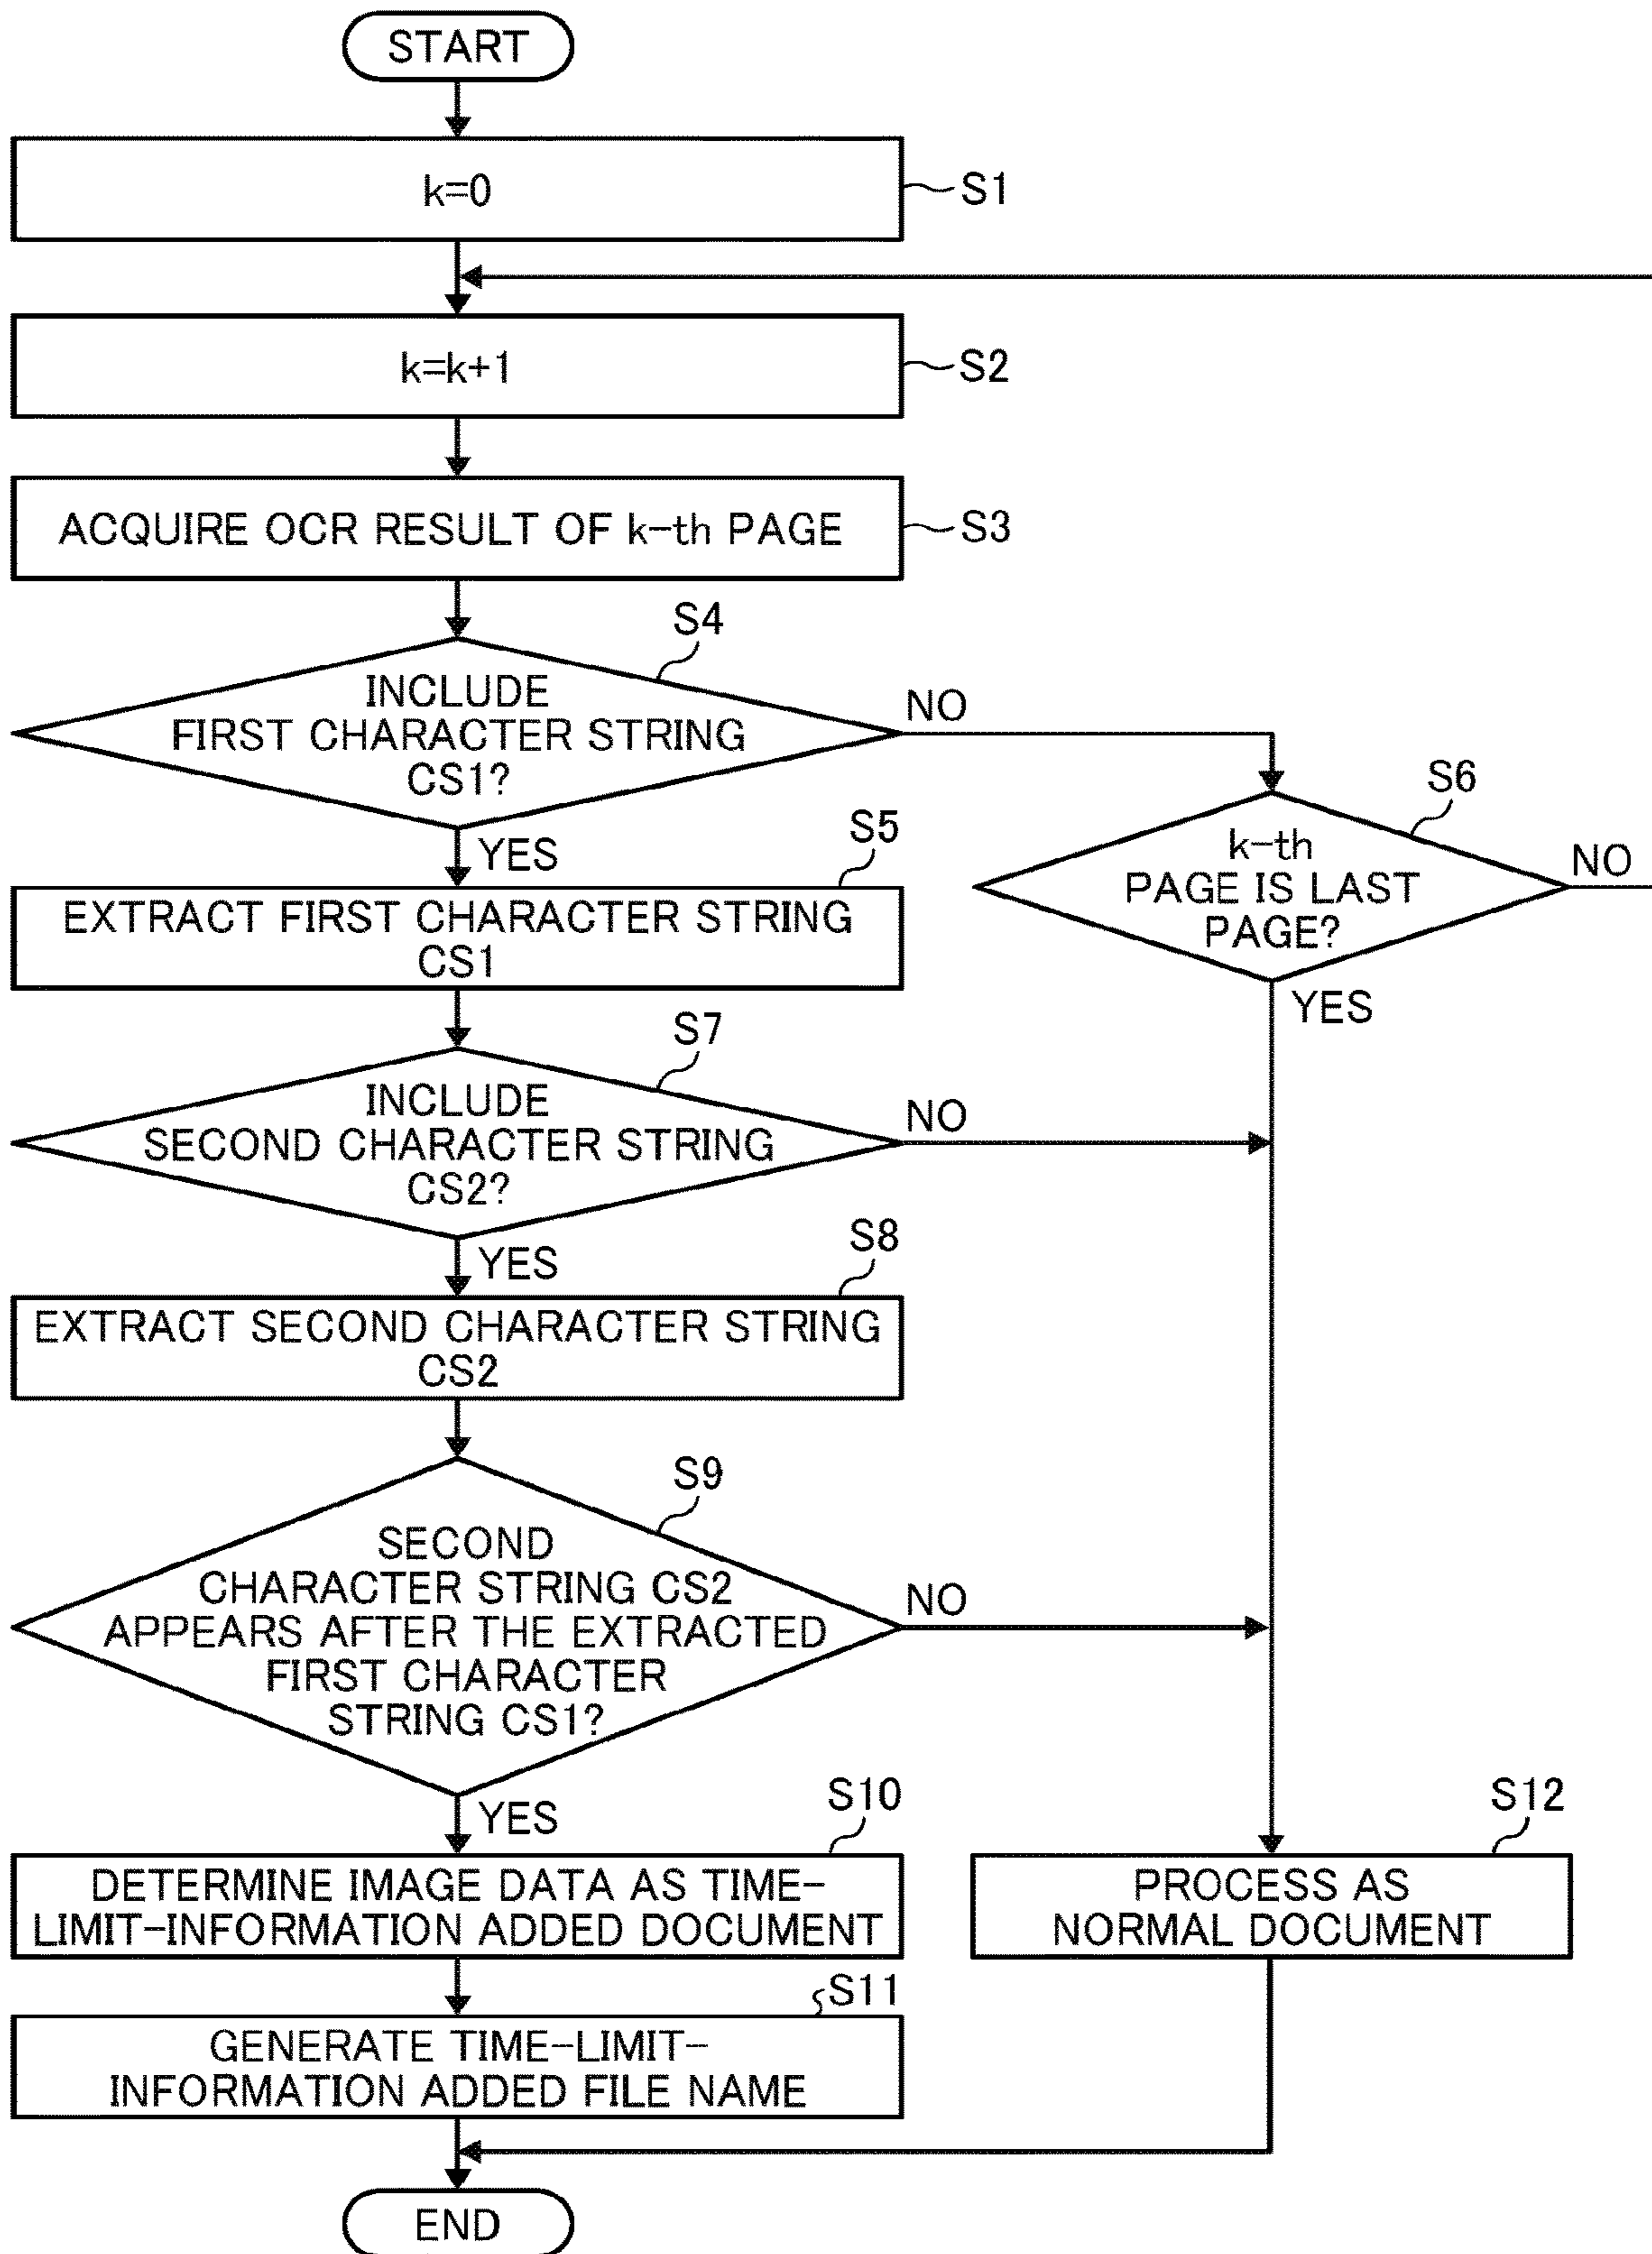 START
k=0
S1
k=k+1
S2
ACQUIRE OCR RESULT OF k-th PAGE
S3
S4
INCLUDE
FIRST CHARACTER STRING
CS1?
NO
YES
S5
EXTRACT FIRST CHARACTER STRING
CS1
S6
k-th
PAGE IS LAST
PAGE?
NO
YES
S7
INCLUDE
SECOND CHARACTER STRING
CS2?
NO
YES
S8
EXTRACT SECOND CHARACTER STRING
CS2
S9
SECOND
CHARACTER STRING CS2
APPEARS AFTER THE EXTRACTED
FIRST CHARACTER
STRING CS1?
NO
YES
S10
DETERMINE IMAGE DATA AS TIME-
LIMIT-INFORMATION ADDED DOCUMENT
S12
PROCESS AS
NORMAL DOCUMENT
S11
GENERATE TIME-LIMIT-
INFORMATION ADDED FILE NAME
END